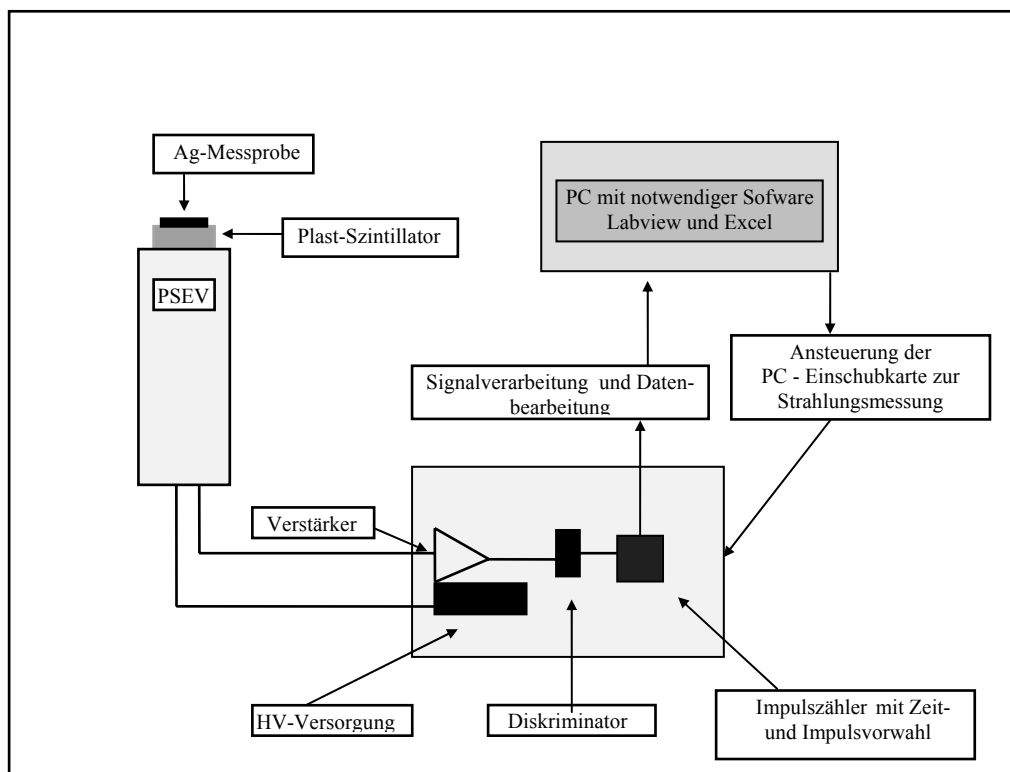 Ag-Messprobe
PC mit notwendiger Sofware
Labview und Excel
Plast-Szintillator
PSEV
Ansteuerung der
PC - Einschubkarte zur
Strahlungsmessung
Signalverarbeitung und Daten-
bearbeitung
Verstärker
HV-Versorgung
Diskriminator
Impulszähler mit Zeit-
und Impulsvorwahl